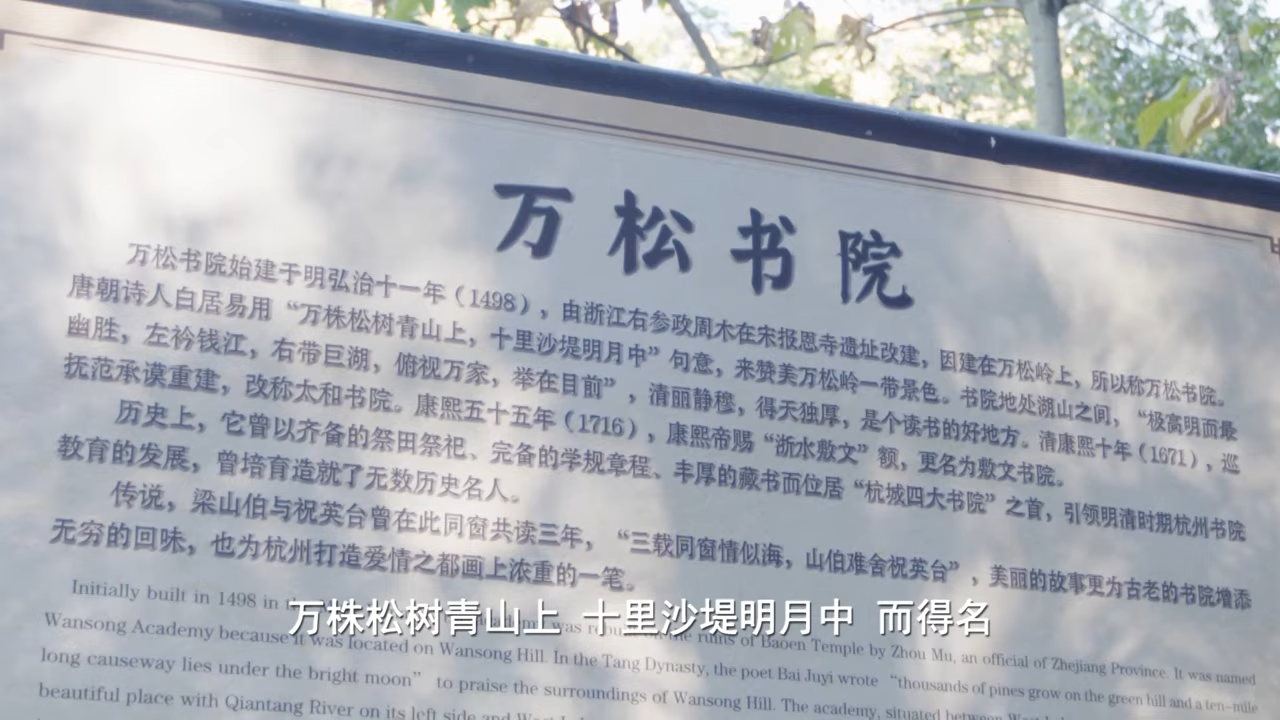 万松书院
万松书院始建于明弘治十一年（1498），由浙江右参政周木在宋报恩寺遗址改建，因建在万松岭上，所以称万松书院。
唐朝诗人白居易用“万株松树青山上，十里沙堤明月中”句意，来赞美万松岭一带景色。书院地处湖山之间，“极高明而最
幽胜，左衿钱江，右带巨湖，俯视万家，举在目前”，清丽静穆，得天独厚，是个读书的好地方。清康熙十年（1671），巡
抚范承谟重建，改称太和书院。康熙五十五年（1716），康熙帝赐“浙水敷文”额，更名为敷文书院。
历史上，它曾以齐备的祭田祭祀、完备的学规章程、丰厚的藏书而位居“杭城四大书院”之首，引领明清时期杭州书院
教育的发展，曾培育造就了无数历史名人。
传说，梁山伯与祝英台曾在此同窗共读三年，“三载同窗情似海，山伯难舍祝英台”，美丽的故事更为古老的书院增添
无穷的回味，也为杭州打造爱情之都画上浓重的一笔。
Initially built in 1498 in was ruins of Baoen Temple by Zhou Mu, an official of Zhejiang Province. It was named
Wansong Academy because it was located on Wansong Hill. In the Tang Dynasty, the poet Bai Juyi wrote “thousands of pines grow on the green hill and a ten-mile
long causeway lies under the bright moon” to praise the surroundings of Wansong Hill. The academy, situated between
beautiful place with Qiantang River on its left side and
万株松树青山上 十里沙堤明月中 而得名